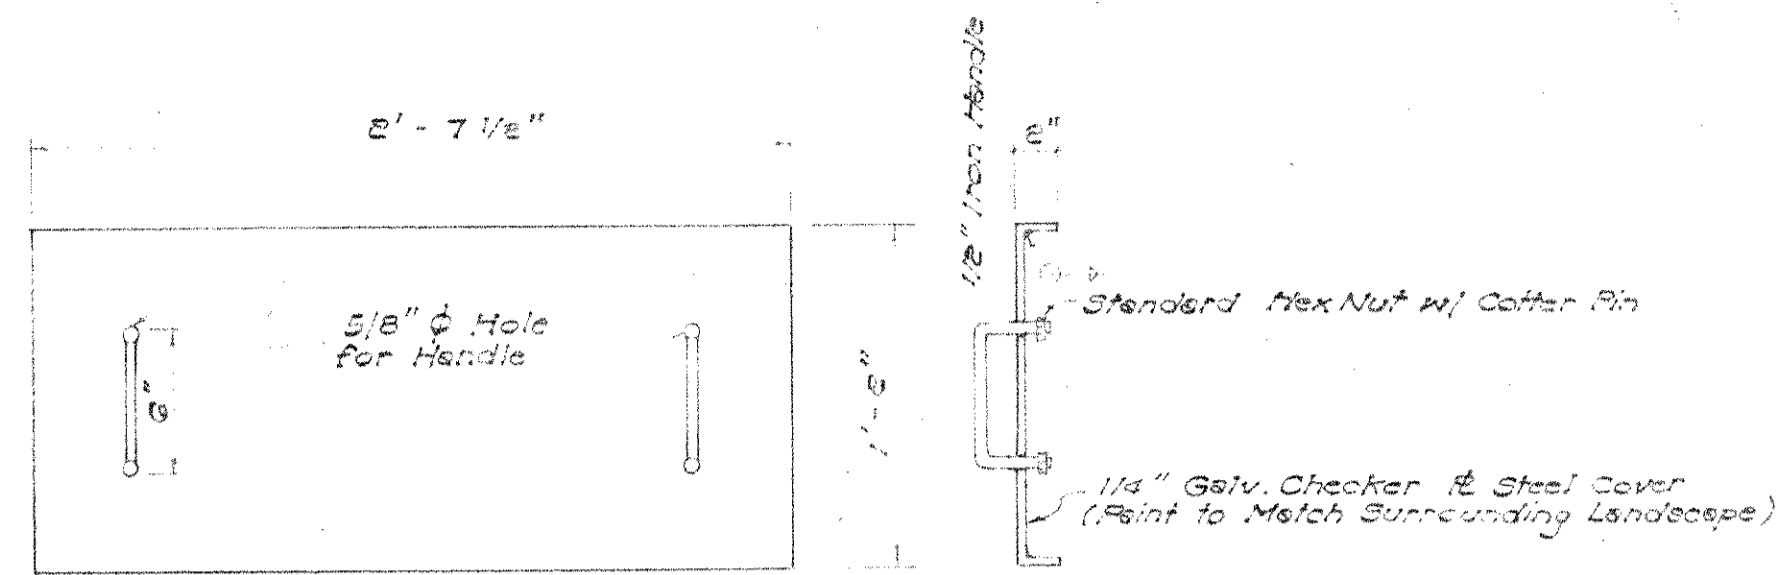 2' - 7 1/2"
1/2" Iron Handle
2"
Standard Hex Nut w/ Cotter Pin
5/8" ϕ Hole
for Handle
6"
1'-2"
1/4" Galv. Checker PL Steel Cover
(Paint to Match Surrounding Landscape)